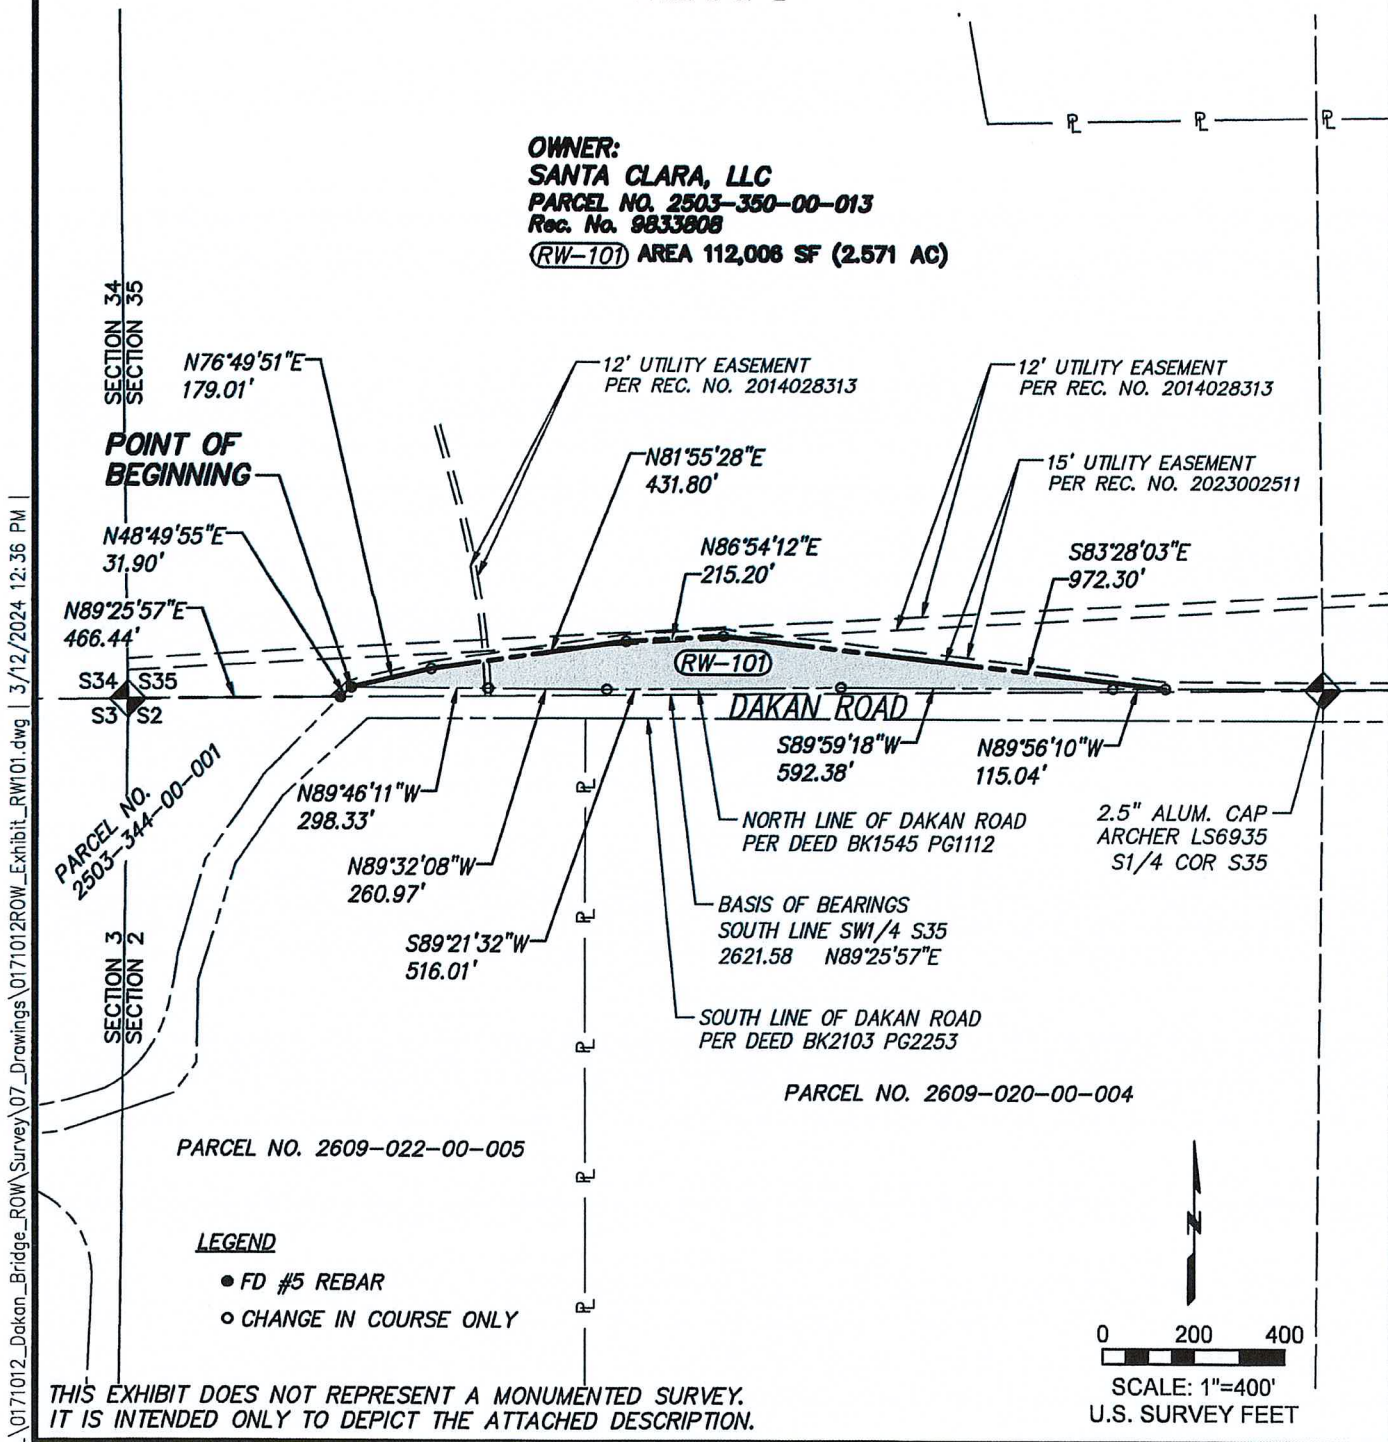 OWNER:
SANTA CLARA, LLC
PARCEL NO. 2503-350-00-013
Rec. No. 9833808
RW-101 AREA 112,006 SF (2.571 AC)
SECTION 34
SECTION 35
N76°49'51"E
179.01'
12' UTILITY EASEMENT
PER REC. NO. 2014028313
12' UTILITY EASEMENT
PER REC. NO. 2014028313
POINT OF
BEGINNING
N81°55'28"E
431.80'
15' UTILITY EASEMENT
PER REC. NO. 2023002511
N48°49'55"E
31.90'
N86°54'12"E
215.20'
S83°28'03"E
972.30'
N89°25'57"E
466.44'
RW-101
S34 S35
S3 S2
DAKAN ROAD
S89°59'18"W
592.38'
N89°56'10"W
115.04'
PARCEL NO.
2503-344-00-001
N89°46'11"W
298.33'
NORTH LINE OF DAKAN ROAD
PER DEED BK1545 PG1112
2.5" ALUM. CAP
ARCHER LS6935
S1/4 COR S35
N89°32'08"W
260.97'
BASIS OF BEARINGS
SOUTH LINE SW1/4 S35
2621.58 N89°25'57"E
S89°21'32"W
516.01'
SECTION 3
SECTION 2
SOUTH LINE OF DAKAN ROAD
PER DEED BK2103 PG2253
PARCEL NO. 2609-020-00-004
PARCEL NO. 2609-022-00-005
LEGEND
FD #5 REBAR
CHANGE IN COURSE ONLY
N
0 200 400
SCALE: 1"=400'
U.S. SURVEY FEET
THIS EXHIBIT DOES NOT REPRESENT A MONUMENTED SURVEY.
IT IS INTENDED ONLY TO DEPICT THE ATTACHED DESCRIPTION.
\0171012_Dakan_Bridge_ROW\Survey\07_Drawings\0171012ROW_Exhibit_RW101.dwg | 3/12/2024 12:36 PM |
PL
PL
PL
PL
PL
PL
PL
PL